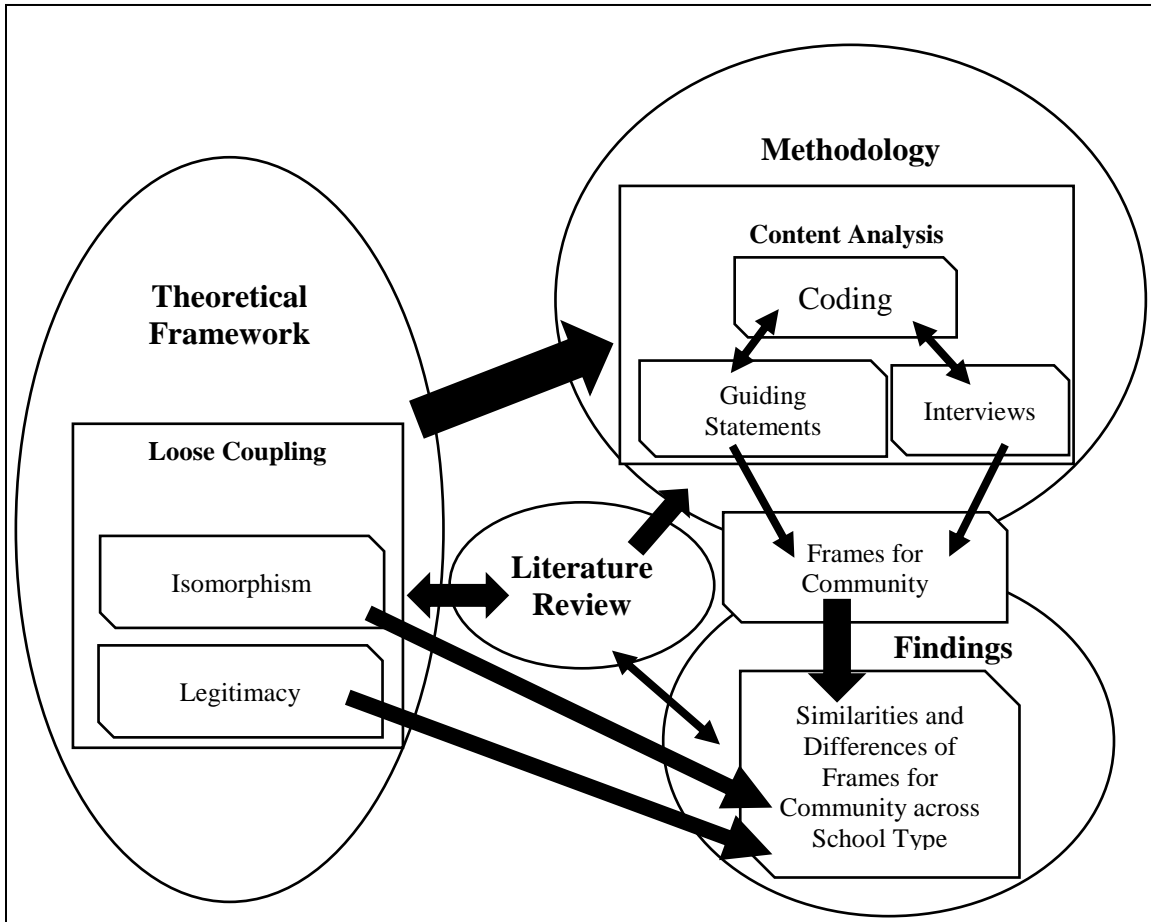 Theoretical
Framework
Loose Coupling
Isomorphism
Legitimacy
Literature
Review
Methodology
Content Analysis
Coding
Guiding
Statements
Interviews
Frames for
Community
Findings
Similarities and
Differences of
Frames for
Community across
School Type